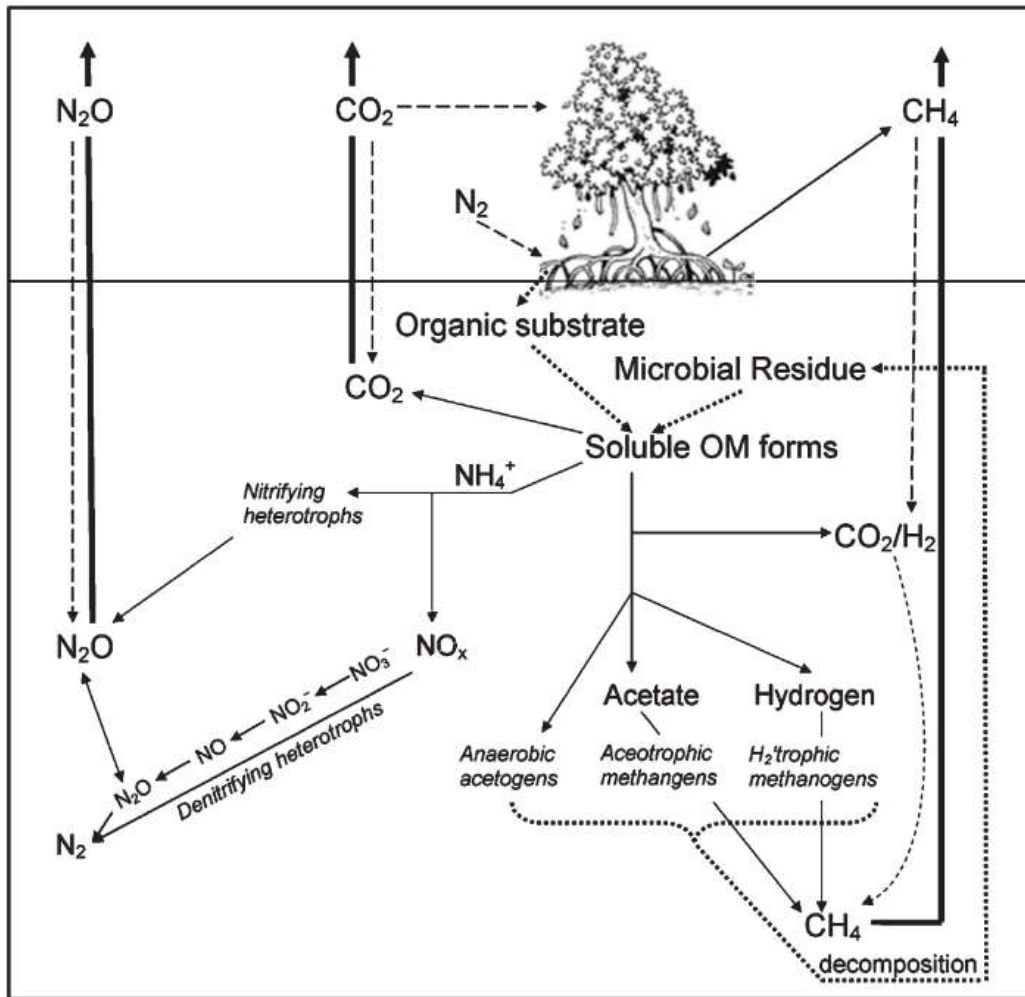 N₂O
CO₂
CH₄
N₂
Organic substrate
Microbial Residue
CO₂
Soluble OM forms
NH₄⁺
Nitrifying
heterotrophs
CO₂/H₂
N₂O
NOₓ
NO₃⁻
NO₂⁻
NO
N₂O
Denitrifying heterotrophs
N₂
Acetate
Hydrogen
Anaerobic
acetogens
Aceotrophic
methangens
H₂'trophic
methanogens
CH₄
decomposition